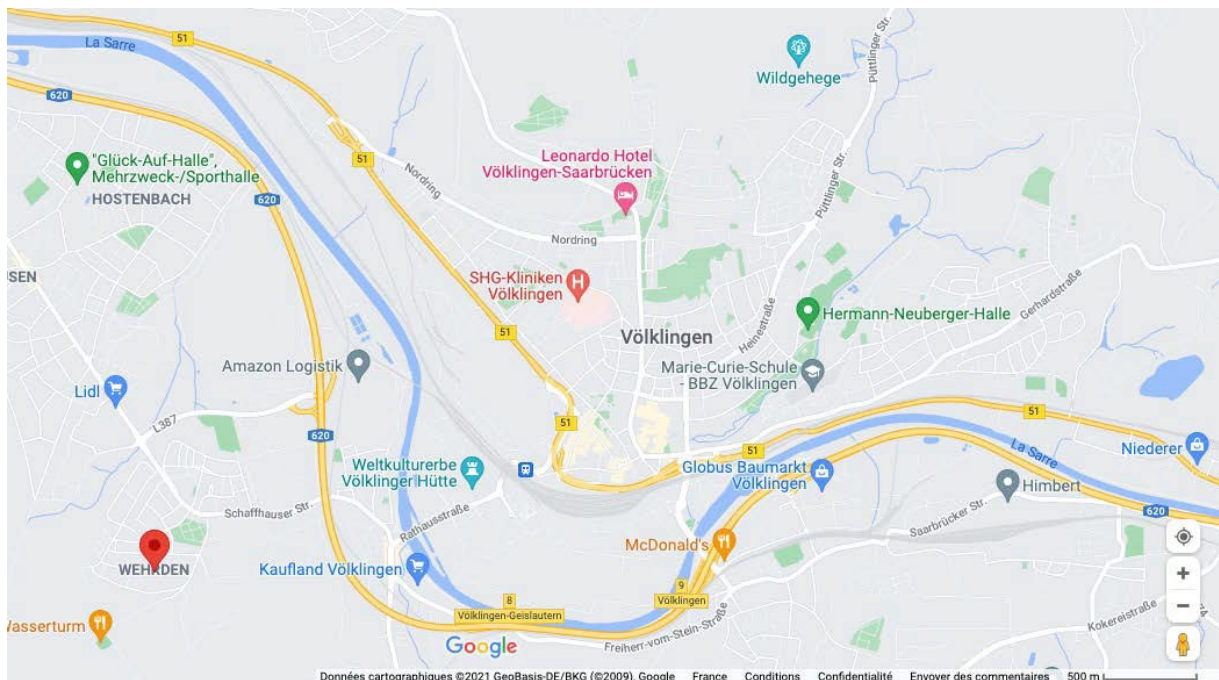 51
La Sarre
620
Wildgehege
Püttlinger Str.
51
"Glück-Auf-Halle",
Mehrzweck-/Sporthalle
HOSTENBACH
620
Nordring
Leonardo Hotel
Völklingen-Saarbrücken
Püttlinger Str.
Nordring
USEN
SHG-Kliniken
Völklingen
51
Völklingen
Heinestraße
Hermann-Neuberger-Halle
Gerhardstraße
Amazon Logistik
Marie-Curie-Schule
- BBZ Völklingen
Lidl
L387
620
51
51
51
La Sarre
Niederer
Weltkulturerbe
Völklinger Hütte
Globus Baumarkt
Völklingen
Himbert
620
Schaffhauser Str.
Rathausstraße
Saarbrücker Str.
WEHRDEN
Kaufland Völklingen
McDonald's
8
Völklingen-Geislautern
9
Völklingen
Wasserturm
Freiherr-vom-Stein-Straße
Kokereistraße
Google
Données cartographiques ©2021 GeoBasis-DE/BKG (©2009), Google France Conditions Confidentialité Envoyer des commentaires 500 m